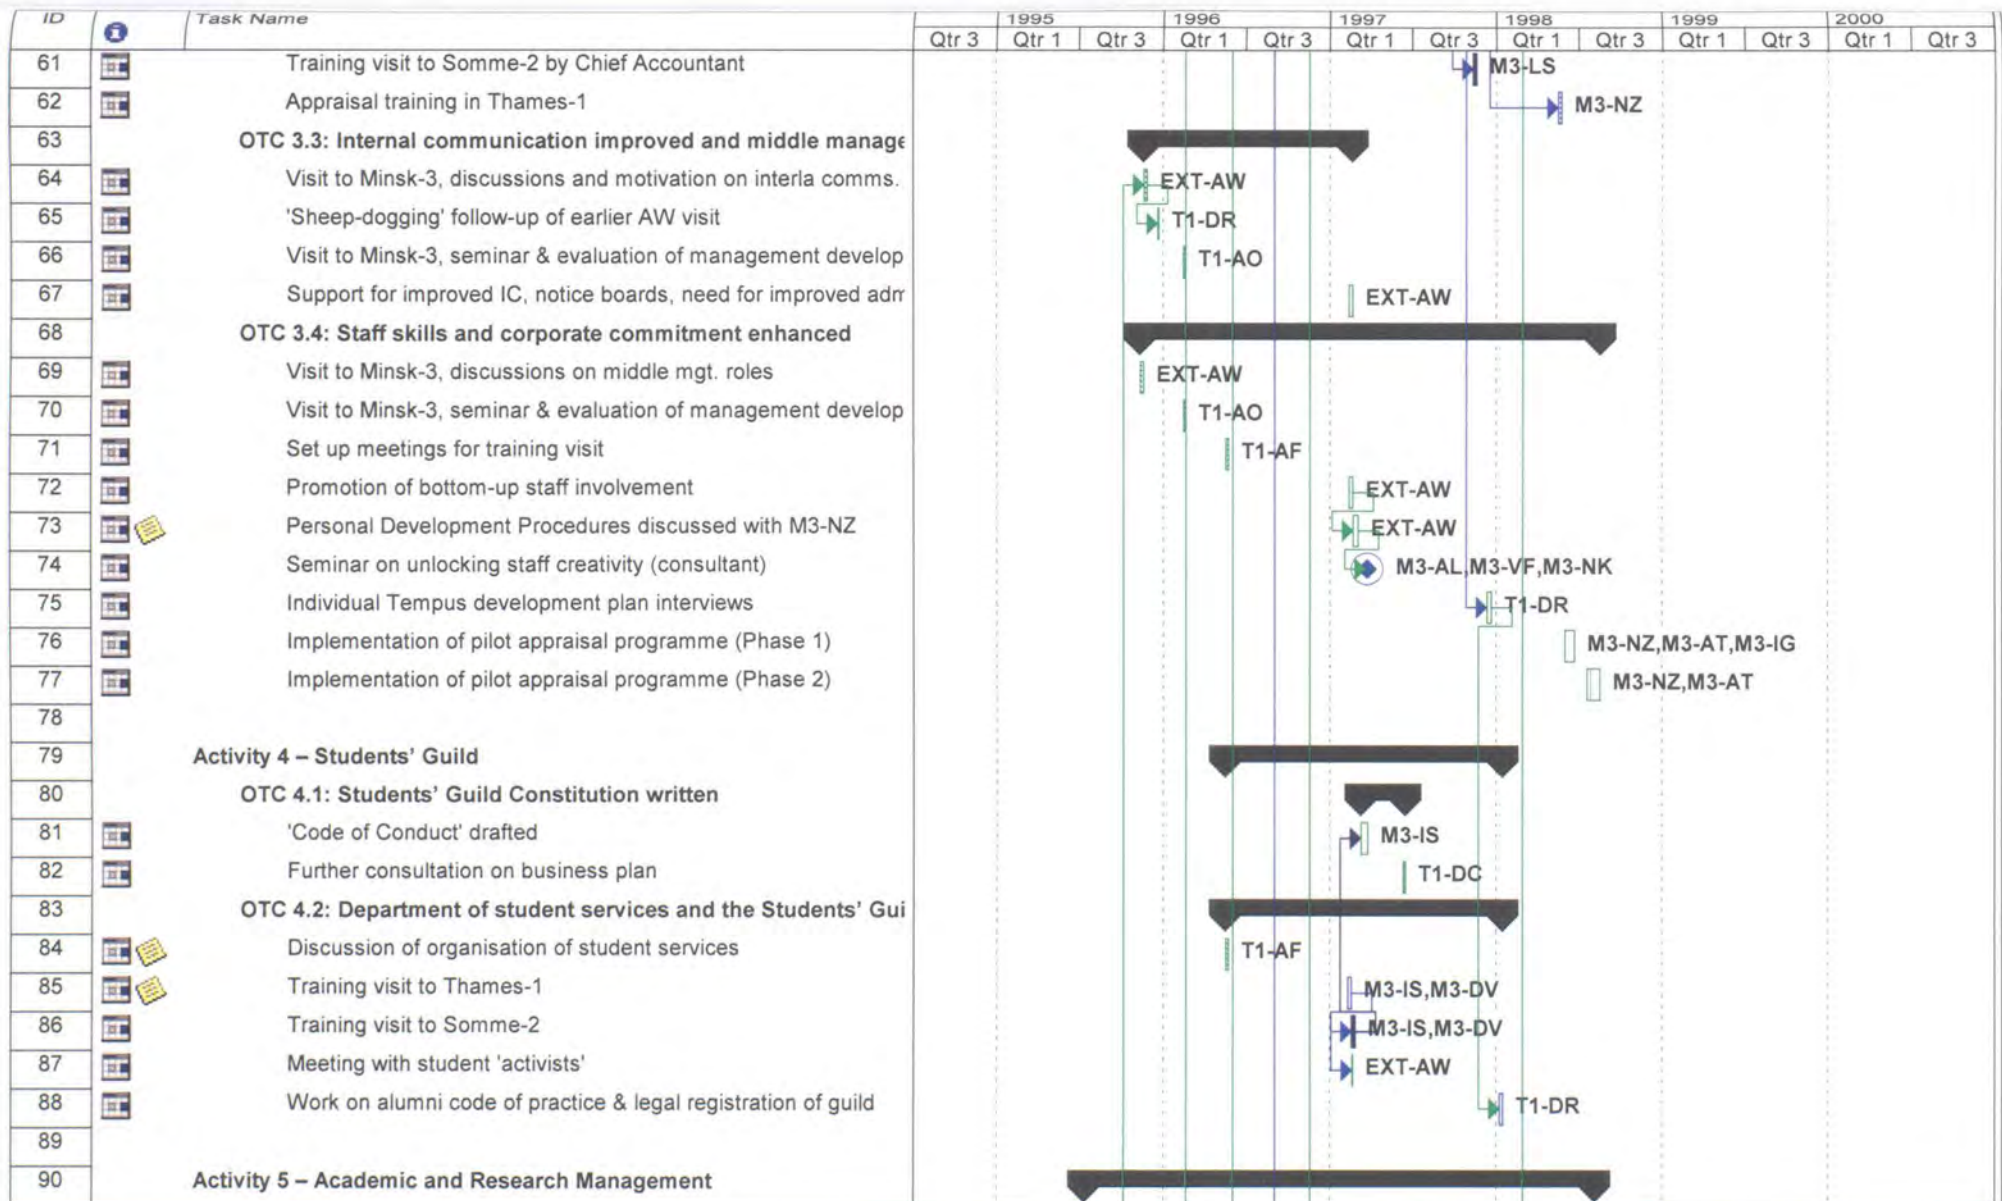 ID Task Name 1995 1996 1997 1998 1999 2000
Qtr 3 Qtr 1 Qtr 3 Qtr 1 Qtr 3 Qtr 1 Qtr 3 Qtr 1 Qtr 3 Qtr 1 Qtr 3 Qtr 1 Qtr 3
61 Training visit to Somme-2 by Chief Accountant M3-LS
62 Appraisal training in Thames-1 M3-NZ
63 OTC 3.3: Internal communication improved and middle manage
64 Visit to Minsk-3, discussions and motivation on interla comms. EXT-AW
65 'Sheep-dogging' follow-up of earlier AW visit T1-DR
66 Visit to Minsk-3, seminar & evaluation of management develop T1-AO
67 Support for improved IC, notice boards, need for improved adm EXT-AW
68 OTC 3.4: Staff skills and corporate commitment enhanced
69 Visit to Minsk-3, discussions on middle mgt. roles EXT-AW
70 Visit to Minsk-3, seminar & evaluation of management develop T1-AO
71 Set up meetings for training visit T1-AF
72 Promotion of bottom-up staff involvement EXT-AW
73 Personal Development Procedures discussed with M3-NZ EXT-AW
74 Seminar on unlocking staff creativity (consultant) M3-AL,M3-VF,M3-NK
75 Individual Tempus development plan interviews T1-DR
76 Implementation of pilot appraisal programme (Phase 1) M3-NZ,M3-AT,M3-IG
77 Implementation of pilot appraisal programme (Phase 2) M3-NZ,M3-AT
78
79 Activity 4 – Students’ Guild
80 OTC 4.1: Students’ Guild Constitution written
81 'Code of Conduct' drafted M3-IS
82 Further consultation on business plan T1-DC
83 OTC 4.2: Department of student services and the Students’ Gui
84 Discussion of organisation of student services T1-AF
85 Training visit to Thames-1 M3-IS,M3-DV
86 Training visit to Somme-2 M3-IS,M3-DV
87 Meeting with student 'activists' EXT-AW
88 Work on alumni code of practice & legal registration of guild T1-DR
89
90 Activity 5 – Academic and Research Management